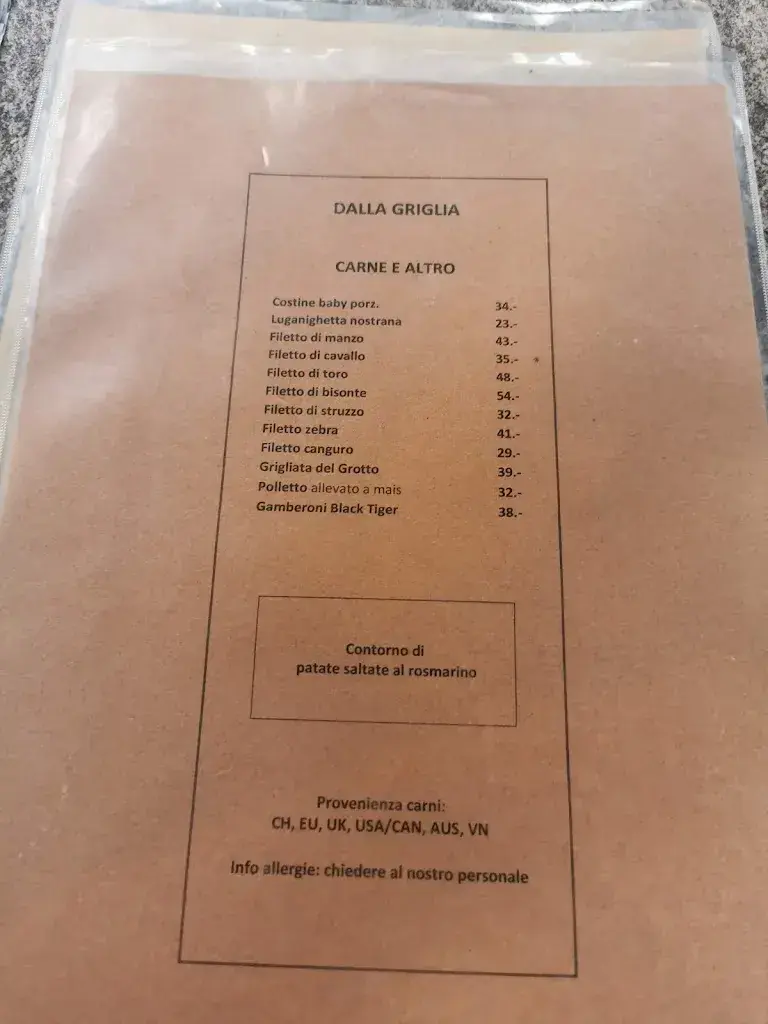 DALLA GRIGLIA
CARNE E ALTRO
Costine baby porz. 34.-
Luganighetta nostrana 23.-
Filetto di manzo 43.-
Filetto di cavallo 35.-
Filetto di toro 48.-
Filetto di bisonte 54.-
Filetto di struzzo 32.-
Filetto zebra 41.-
Filetto canguro 29.-
Grigliata del Grotto 39.-
Polletto allevato a mais 32.-
Gamberoni Black Tiger 38.-
Contorno di
patate saltate al rosmarino
Provenienza carni:
CH, EU, UK, USA/CAN, AUS, VN
Info allergie: chiedere al nostro personale